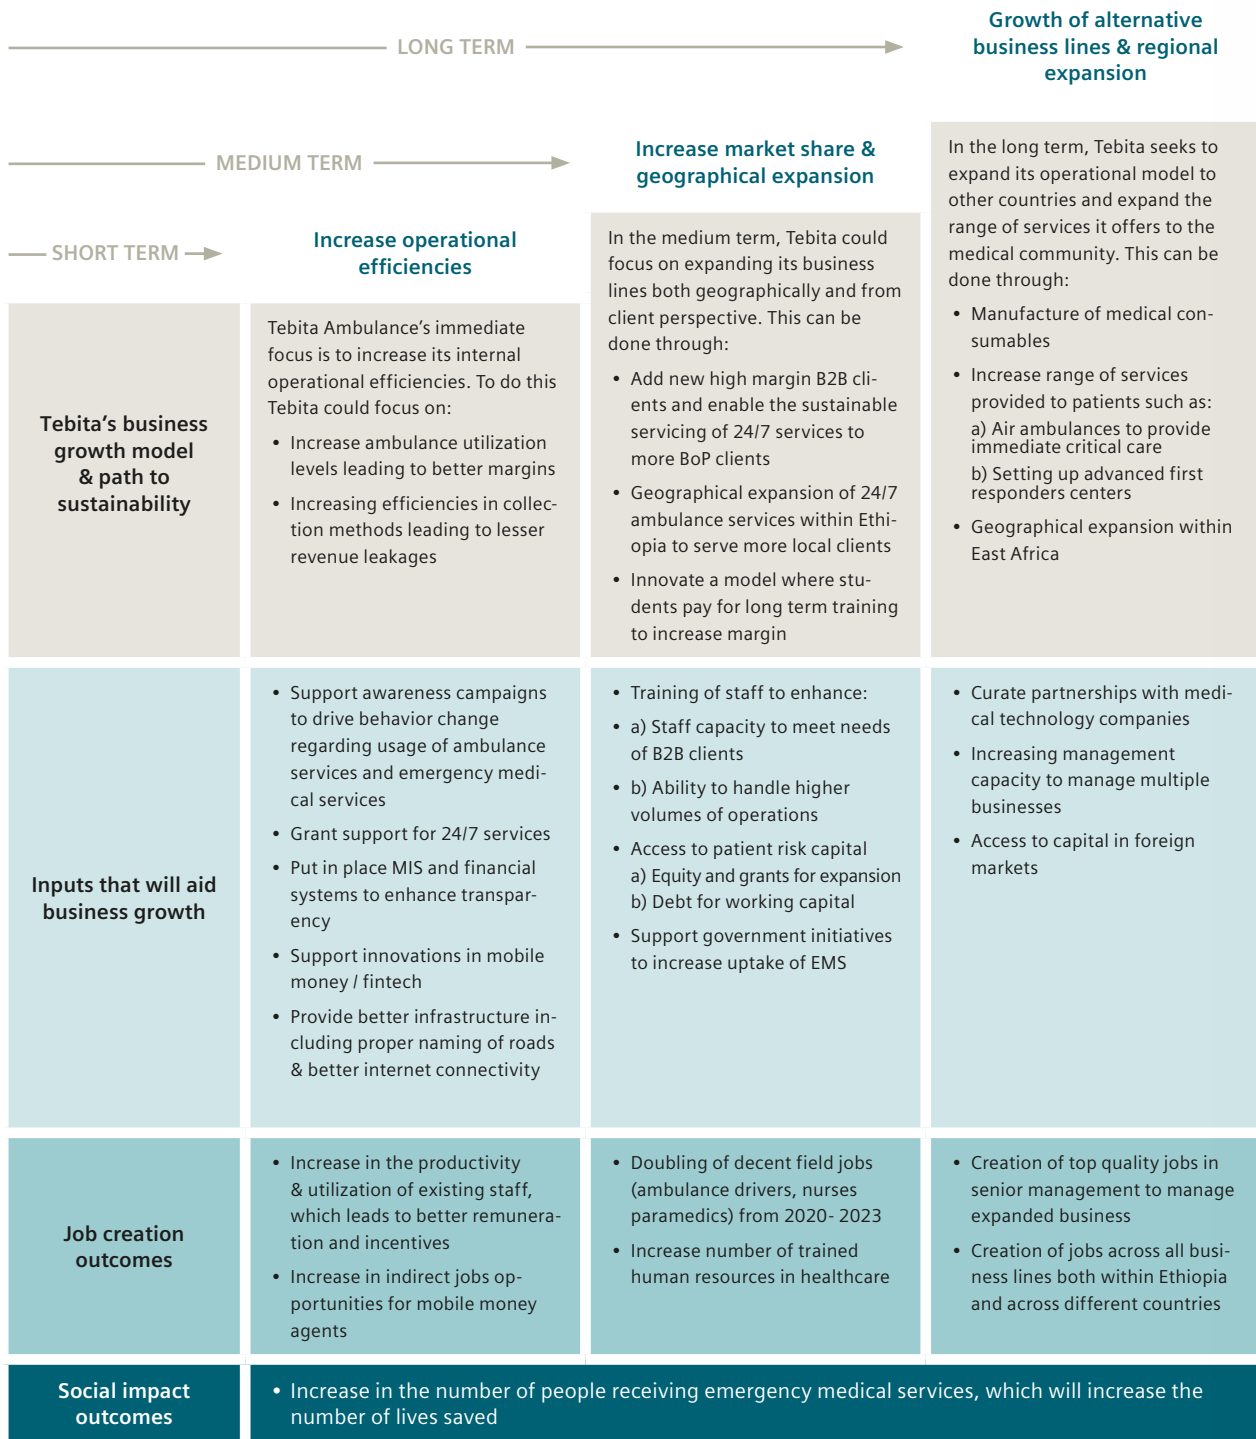 LONG TERM
Growth of alternative
business lines & regional
expansion
MEDIUM TERM
Increase market share &
geographical expansion
SHORT TERM
Increase operational
efficiencies
Tebita's business
growth model
& path to
sustainability
Tebita Ambulance's immediate
focus is to increase its internal
operational efficiencies. To do this
Tebita could focus on:
• Increase ambulance utilization
levels leading to better margins
• Increasing efficiencies in collec-
tion methods leading to lesser
revenue leakages
In the medium term, Tebita could
focus on expanding its business
lines both geographically and from
client perspective. This can be
done through:
• Add new high margin B2B cli-
ents and enable the sustainable
servicing of 24/7 services to
more BoP clients
• Geographical expansion of 24/7
ambulance services within Ethi-
opia to serve more local clients
• Innovate a model where stu-
dents pay for long term training
to increase margin
In the long term, Tebita seeks to
expand its operational model to
other countries and expand the
range of services it offers to the
medical community. This can be
done through:
• Manufacture of medical con-
sumables
• Increase range of services
provided to patients such as:
a) Air ambulances to provide
immediate critical care
b) Setting up advanced first
responders centers
• Geographical expansion within
East Africa
Inputs that will aid
business growth
• Support awareness campaigns
to drive behavior change
regarding usage of ambulance
services and emergency medi-
cal services
• Grant support for 24/7 services
• Put in place MIS and financial
systems to enhance transpar-
ency
• Support innovations in mobile
money / fintech
• Provide better infrastructure in-
cluding proper naming of roads
& better internet connectivity
• Training of staff to enhance:
• a) Staff capacity to meet needs
of B2B clients
• b) Ability to handle higher
volumes of operations
• Access to patient risk capital
a) Equity and grants for expansion
b) Debt for working capital
• Support government initiatives
to increase uptake of EMS
• Curate partnerships with medi-
cal technology companies
• Increasing management
capacity to manage multiple
businesses
• Access to capital in foreign
markets
Job creation
outcomes
• Increase in the productivity
& utilization of existing staff,
which leads to better remunera-
tion and incentives
• Increase in indirect jobs op-
portunities for mobile money
agents
• Doubling of decent field jobs
(ambulance drivers, nurses
paramedics) from 2020- 2023
• Increase number of trained
human resources in healthcare
• Creation of top quality jobs in
senior management to manage
expanded business
• Creation of jobs across all busi-
ness lines both within Ethiopia
and across different countries
Social impact
outcomes
• Increase in the number of people receiving emergency medical services, which will increase the
number of lives saved